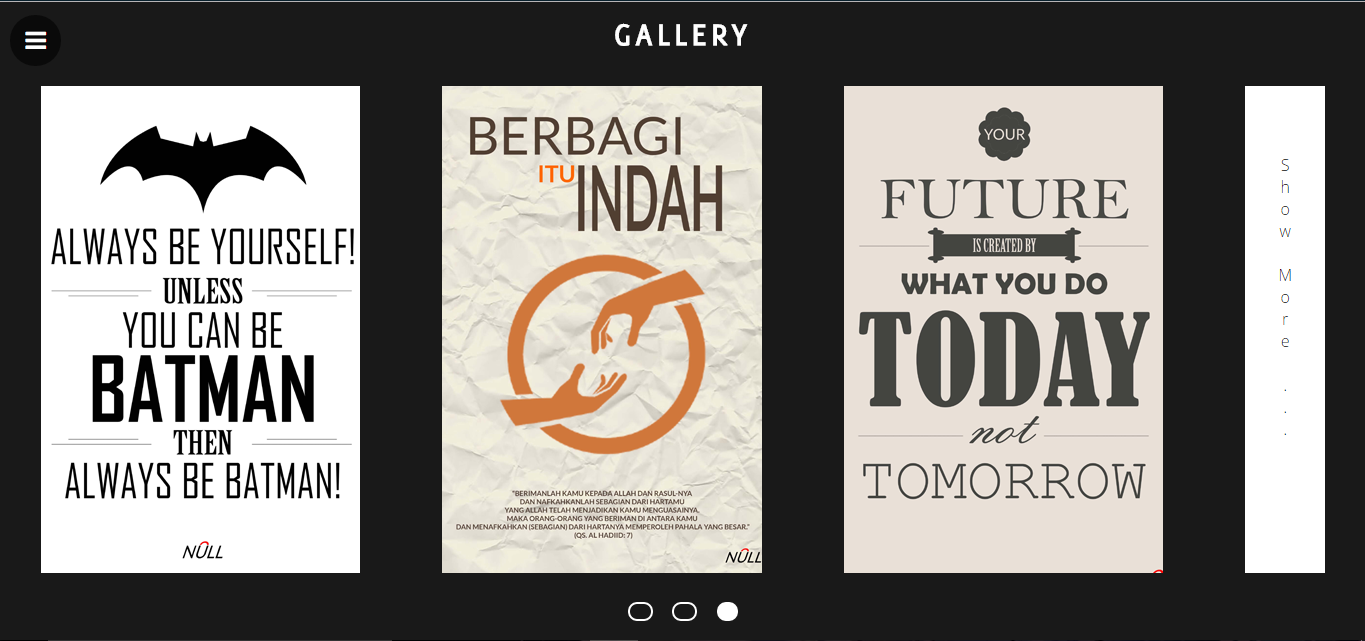 GALLERY
ALWAYS BE YOURSELF!
UNLESS
YOU CAN BE
BATMAN
THEN
ALWAYS BE BATMAN!
NÛLL
BERBAGI
ITU
INDAH
"BERIMANLAH KAMU KEPADA ALLAH DAN RASUL-NYA
DAN NAFKAHKANLAH SEBAGIAN DARI HARTAMU
YANG ALLAH TELAH MENJADIKAN KAMU MENGUASAINYA.
MAKA ORANG-ORANG YANG BERIMAN DI ANTARA KAMU
DAN MENAFKAHKAN (SEBAGIAN) DARI HARTANYA MEMPEROLEH PAHALA YANG BESAR."
(QS. AL HADIID: 7)
NÛLL
YOUR
FUTURE
IS CREATED BY
WHAT YOU DO
TODAY
not
TOMORROW
Show More ...